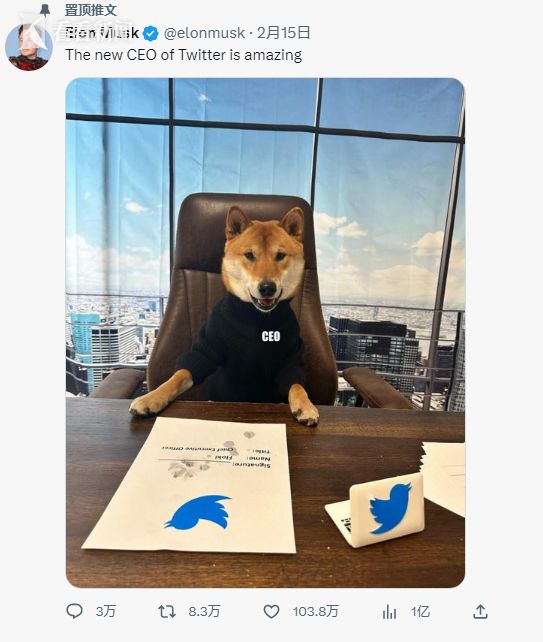 置顶推文
Elon Musk @elonmusk · 2月15日
The new CEO of Twitter is amazing
CEO
Signature:
Name: Floki
Title: Chief Executive Officer
3万 8.3万 103.8万 1亿